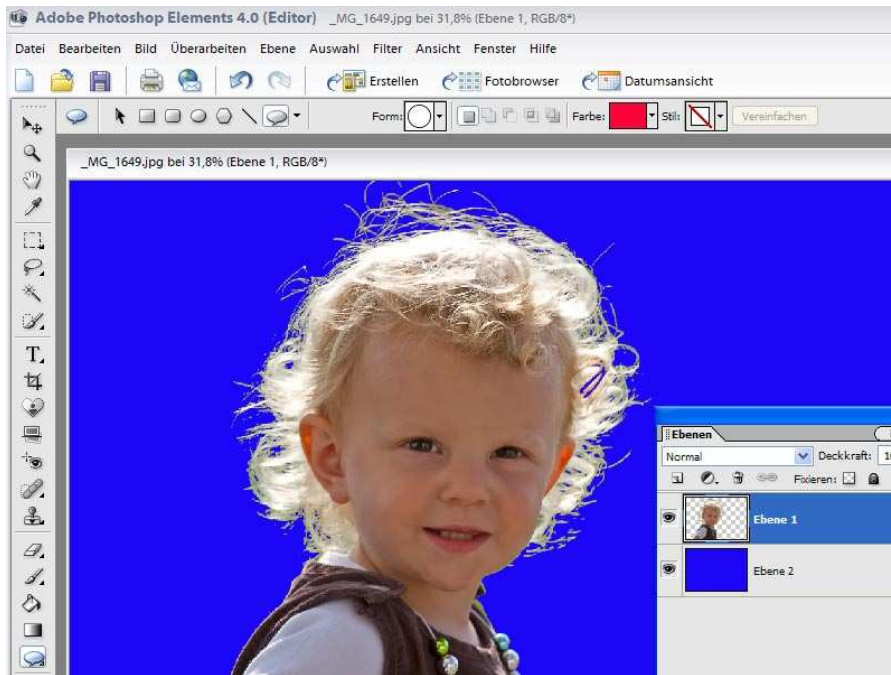 Adobe Photoshop Elements 4.0 (Editor) _MG_1649.jpg bei 31,8% (Ebene 1, RGB/8*)
Datei Bearbeiten Bild Überarbeiten Ebene Auswahl Filter Ansicht Fenster Hilfe
Erstellen Fotobrowser Datumsansicht
Form: Farbe: Stil: Vereinfachen
_MG_1649.jpg bei 31,8% (Ebene 1, RGB/8*)
T
Ebenen
Normal Deckkraft:
Fixieren:
Ebene 1
Ebene 2